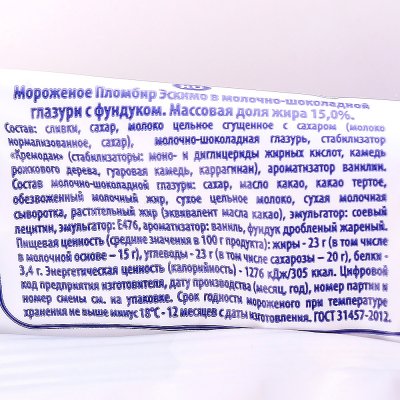 Мороженое Пломбир Эскимо в молочно-шоколадной
глазури с фундуком. Массовая доля жира 15,0%.
Состав: сливки, сахар, молоко цельное сгущенное с сахаром (молоко
нормализованное, сахар), молочно-шоколадная глазурь, стабилизатор
«Кремодан» (стабилизаторы: моно- и диглицериды жирных кислот, камедь
рожкового дерева, гуаровая камедь, каррагинан), ароматизатор ванилин.
Состав молочно-шоколадной глазури: сахар, масло какао, какао тертое,
обезвоженный молочный жир, сухое цельное молоко, сухая молочная
сыворотка, растительный жир (эквивалент масла какао), эмульгатор: соевый
лецитин, эмульгатор: Е476, ароматизатор: ваниль, фундук дробленый жареный.
Пищевая ценность (средние значения в 100 г продукта): жиры - 23 г (в том числе
в молочной основе – 15 г), углеводы - 23 г (в том числе сахарозы – 20 г), белки -
3,4 г. Энергетическая ценность (калорийность) - 1276 кДж/305 ккал. Цифровой
код предприятия изготовителя, дату производства (месяц, год), номер партии и
номер смены см. на упаковке. Срок годности мороженого при температуре
хранения не выше минус 18°С - 12 месяцев с даты изготовления. ГОСТ 31457-2012.